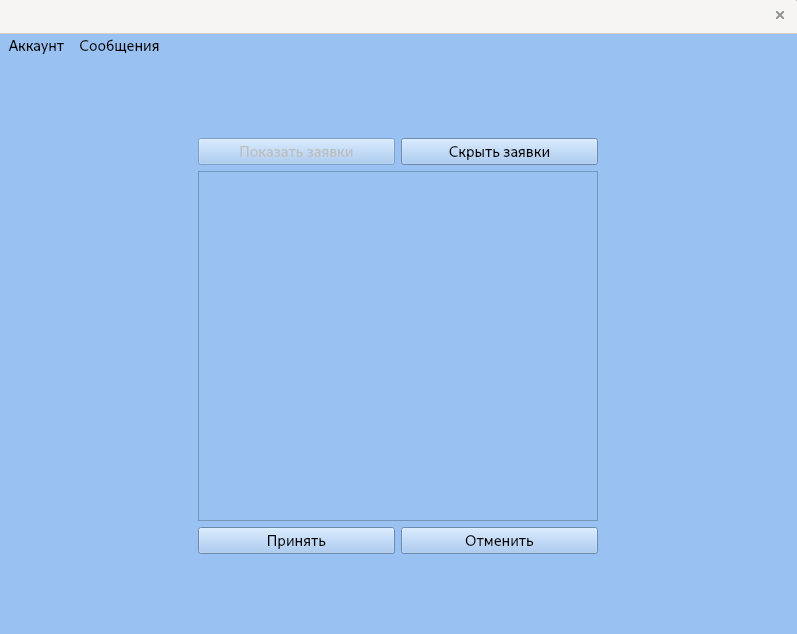 Аккаунт Сообщения
Показать заявки Скрыть заявки
Принять Отменить